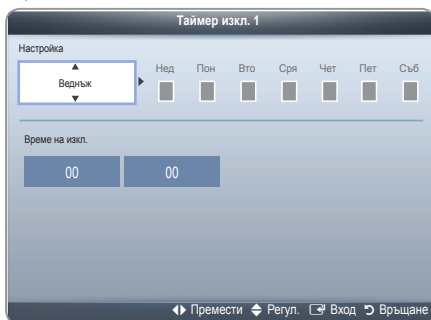 Таймер изкл. 1
Настройка
Веднъж
Нед Пон Вто Сря Чет Пет Съб
Време на изкл.
00 00
Премести Регул. Вход Връщане